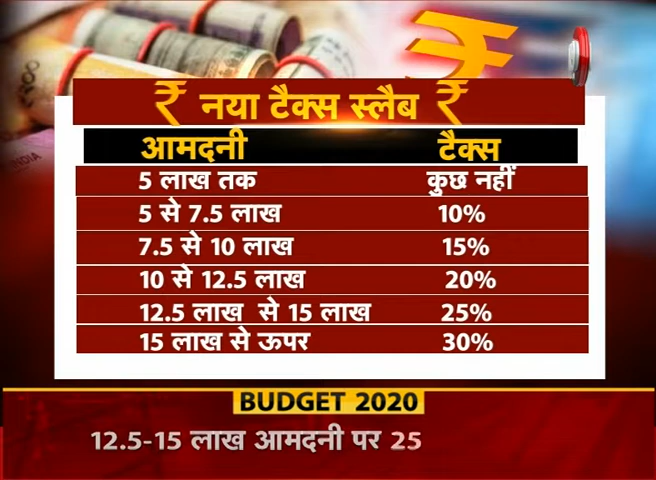 ₹ नया टैक्स स्लैब ₹
आमदनी टैक्स
5 लाख तक कुछ नहीं
5 से 7.5 लाख 10%
7.5 से 10 लाख 15%
10 से 12.5 लाख 20%
12.5 लाख से 15 लाख 25%
15 लाख से ऊपर 30%
BUDGET 2020
12.5-15 लाख आमदनी पर 25